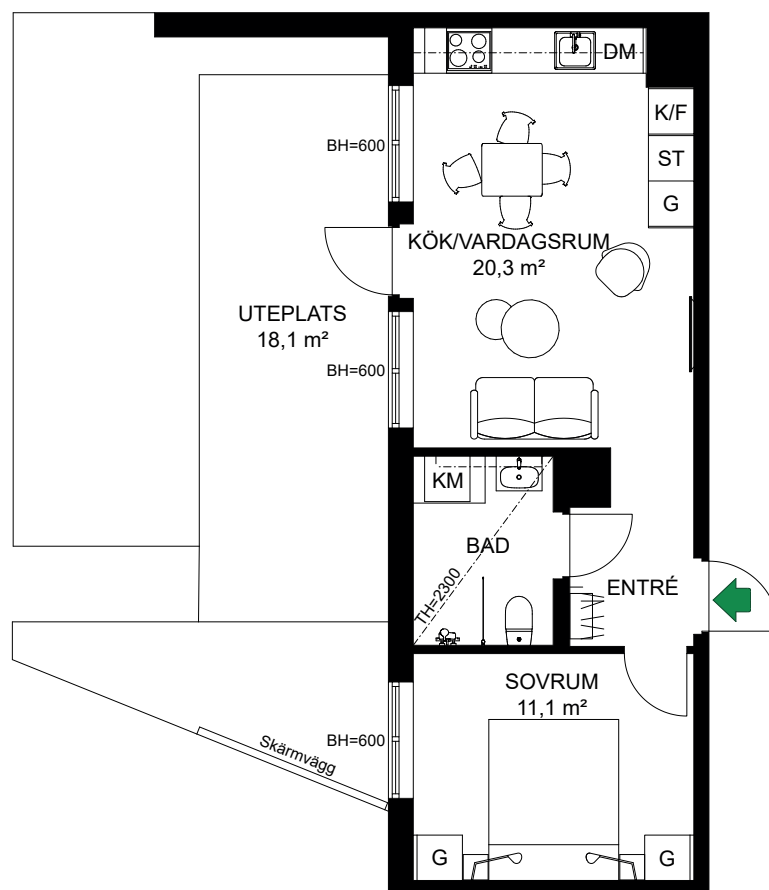 DM
K/F
BH=600
ST
G
KÖK/VARDAGSRUM
20,3 m²
UTEPLATS
18,1 m²
BH=600
KM
BAD
TH=2300
ENTRÉ
SOVRUM
11,1 m²
BH=600
Skärmvägg
G
G